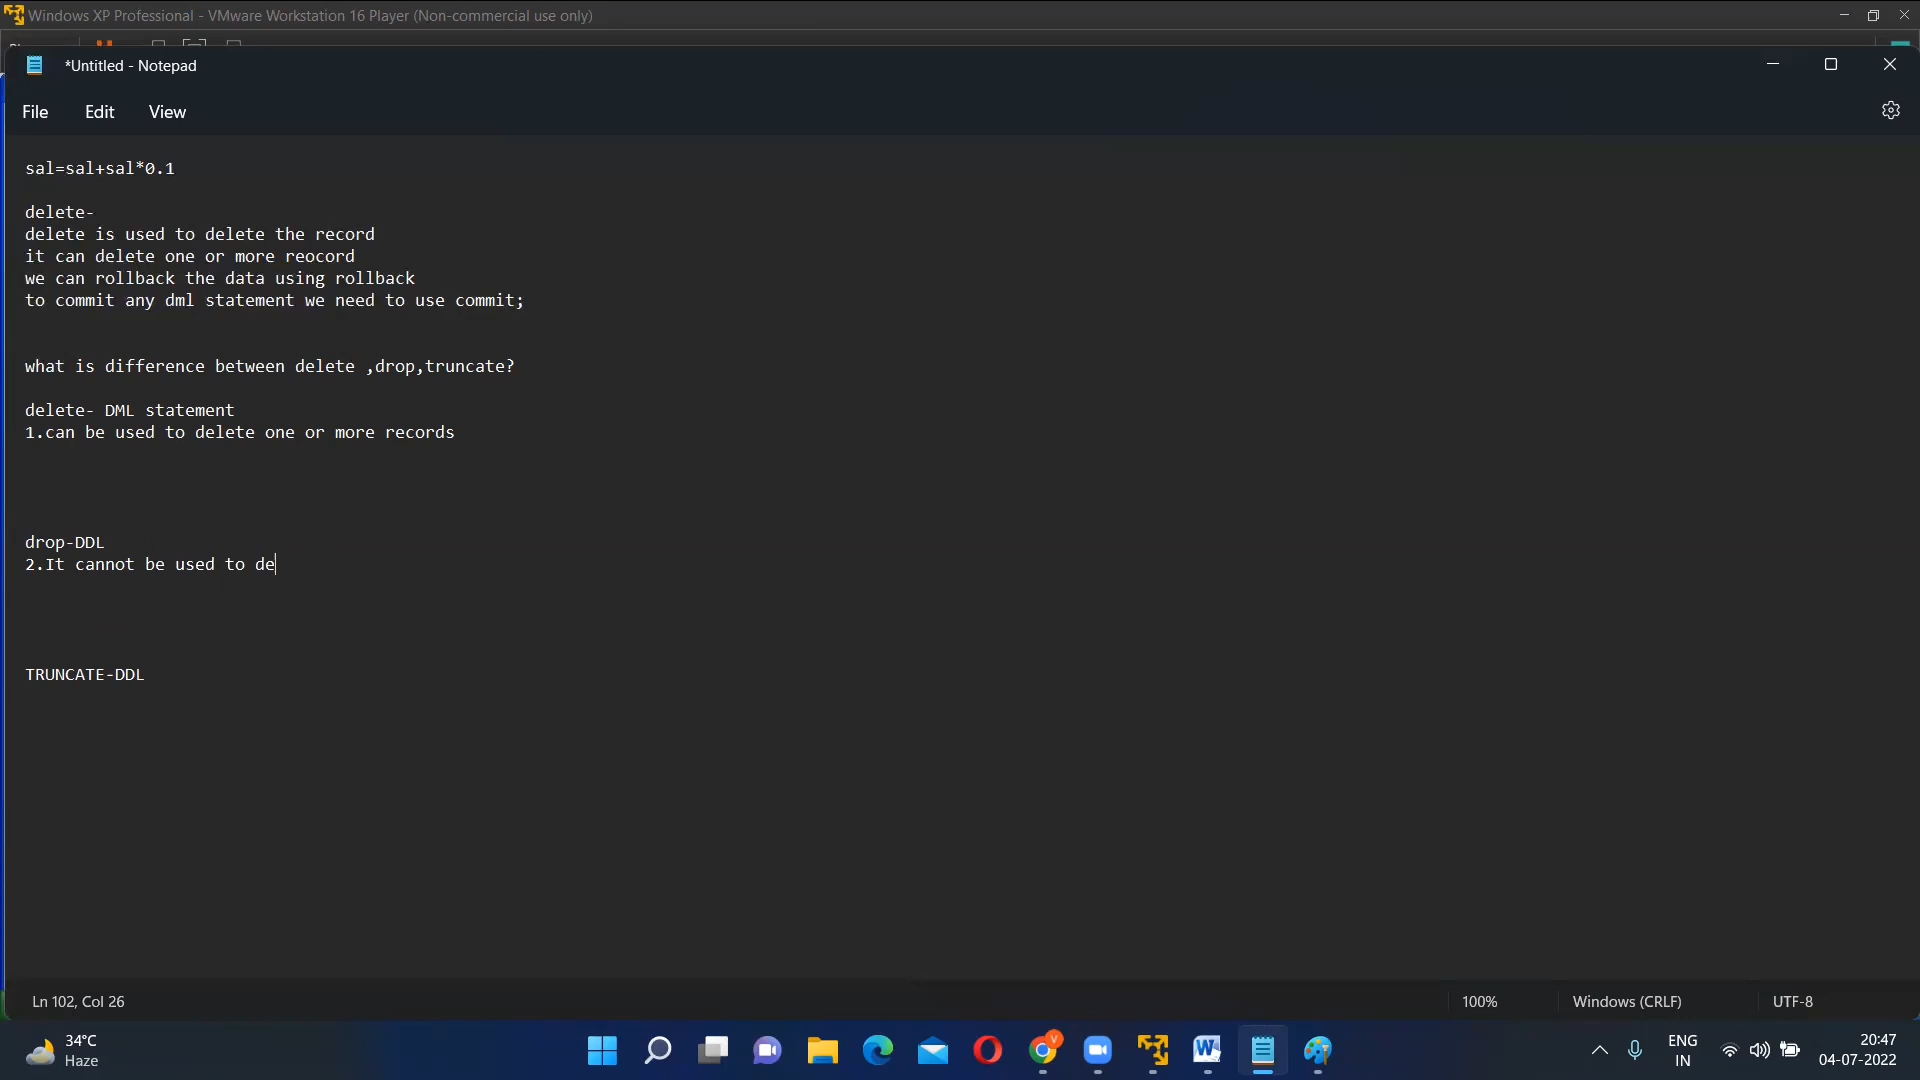 Windows XP Professional - VMware Workstation 16 Player (Non-commercial use only)
*Untitled - Notepad
File Edit View
sal=sal+sal*0.1
delete-
delete is used to delete the record
it can delete one or more reocord
we can rollback the data using rollback
to commit any dml statement we need to use commit;
what is difference between delete ,drop,truncate?
delete- DML statement
1.can be used to delete one or more records
drop-DDL
2.It cannot be used to de
TRUNCATE-DDL
Ln 102, Col 26 100% Windows (CRLF) UTF-8
34°C
Haze
V
W
ENG
IN
20:47
04-07-2022